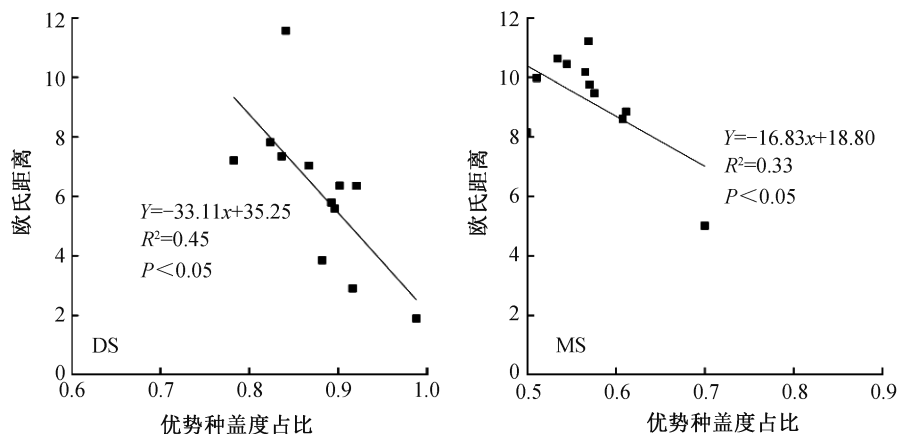 12
10
8
6
4
2
0
欧氏距离
Y=−33.11x+35.25
R²=0.45
P＜0.05
DS
0.6 0.7 0.8 0.9 1.0
优势种盖度占比
12
10
8
6
4
2
0
欧氏距离
Y=−16.83x+18.80
R²=0.33
P＜0.05
MS
0.5 0.6 0.7 0.8 0.9
优势种盖度占比